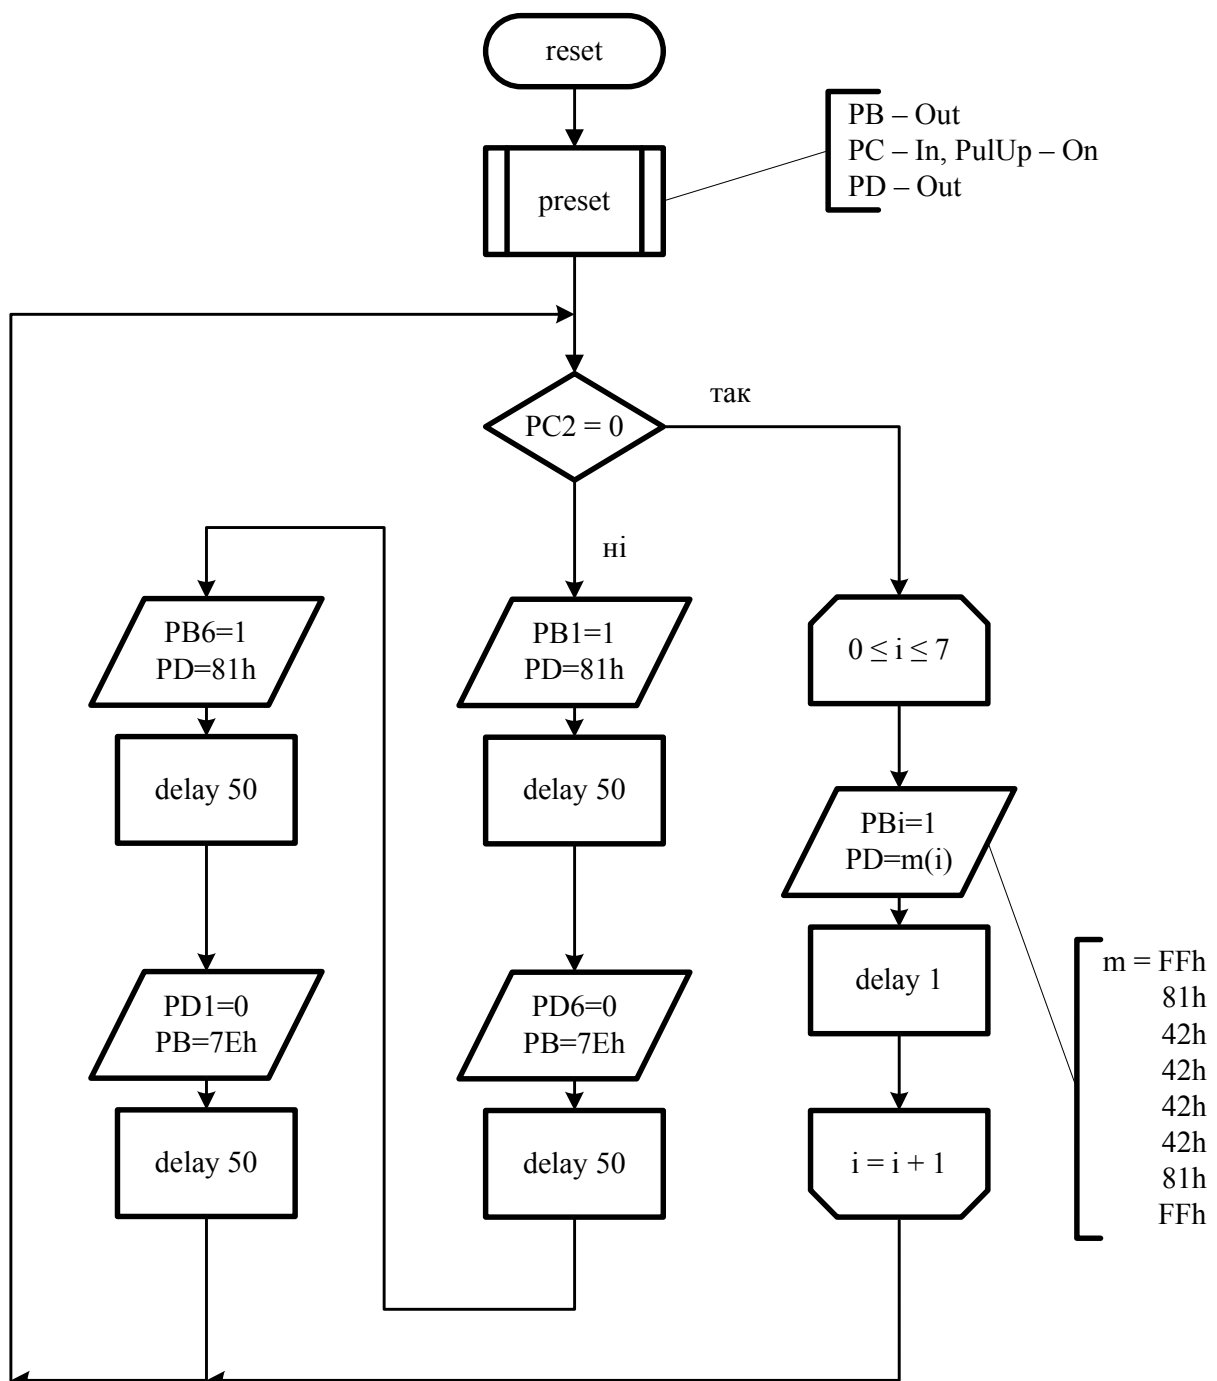 reset
preset
PB – Out
PC – In, PulUp – On
PD – Out
PC2 = 0
так
ні
PB6=1
PD=81h
delay 50
PD1=0
PB=7Eh
delay 50
PB1=1
PD=81h
delay 50
PD6=0
PB=7Eh
delay 50
0 ≤ i ≤ 7
PBi=1
PD=m(i)
delay 1
i = i + 1
m = FFh
81h
42h
42h
42h
42h
81h
FFh